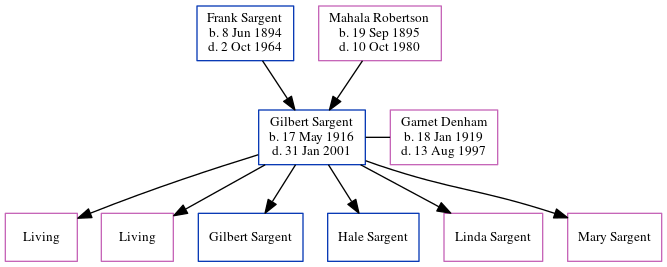 Frank Sargent
b. 8 Jun 1894
d. 2 Oct 1964
Mahala Robertson
b. 19 Sep 1895
d. 10 Oct 1980
Gilbert Sargent
b. 17 May 1916
d. 31 Jan 2001
Garnet Denham
b. 18 Jan 1919
d. 13 Aug 1997
Living
Living
Gilbert Sargent
Hale Sargent
Linda Sargent
Mary Sargent